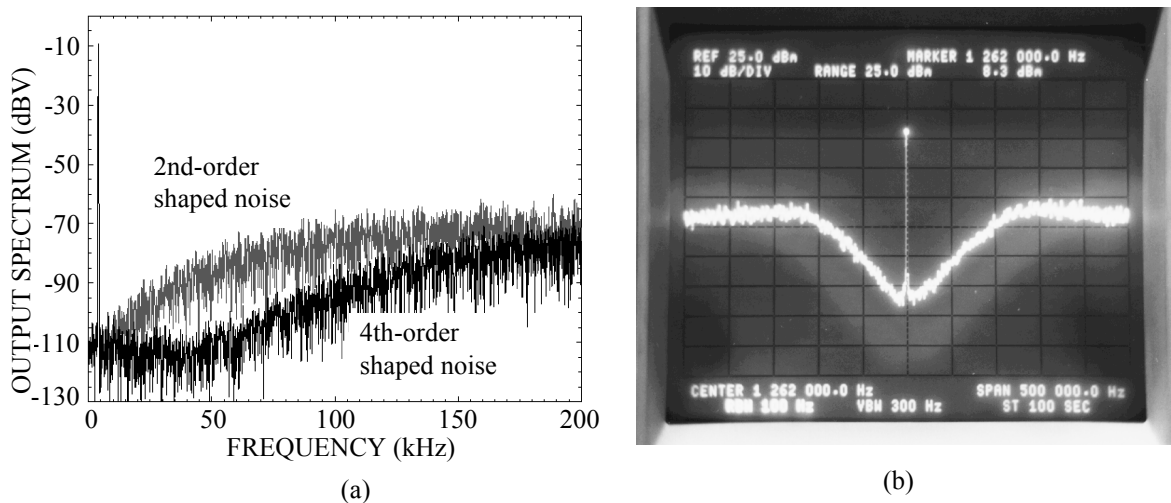 OUTPUT SPECTRUM (dBV)
-10
-30
-50
-70
-90
-110
-130
2nd-order
shaped noise
4th-order
shaped noise
0 50 100 150 200
FREQUENCY (kHz)
(a)
REF 25.0 dBm MARKER 1 262 000.0 Hz
10 dB/DIV RANGE 25.0 dBm 8.3 dBm
CENTER 1 262 000.0 Hz SPAN 500 000.0 Hz
RBW 100 Hz VBW 300 Hz ST 100 SEC
(b)